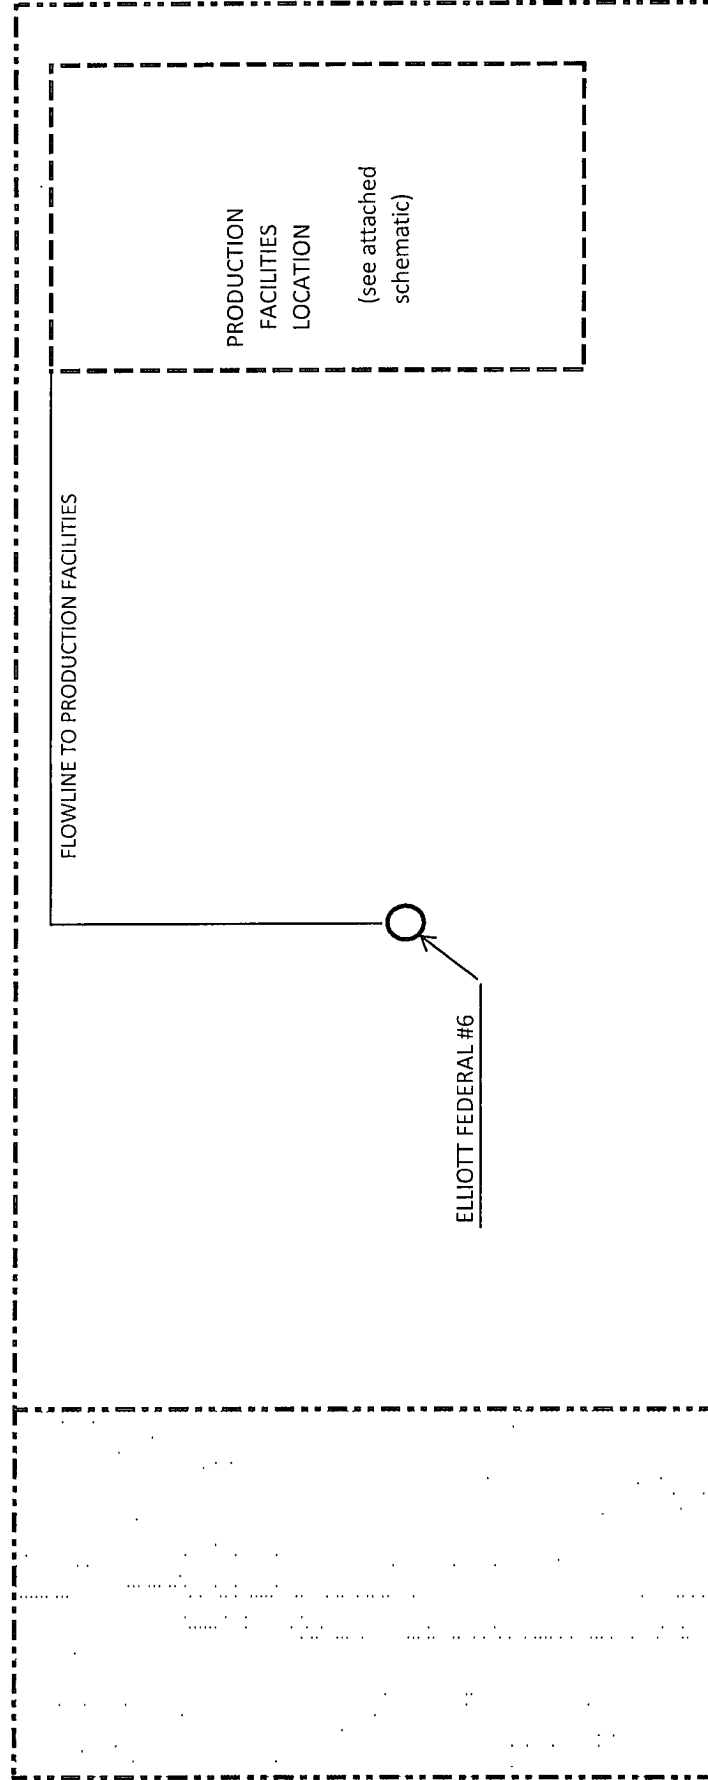 PRODUCTION
FACILITIES
LOCATION
(see attached
schematic)
FLOWLINE TO PRODUCTION FACILITIES
ELLIOTT FEDERAL #6